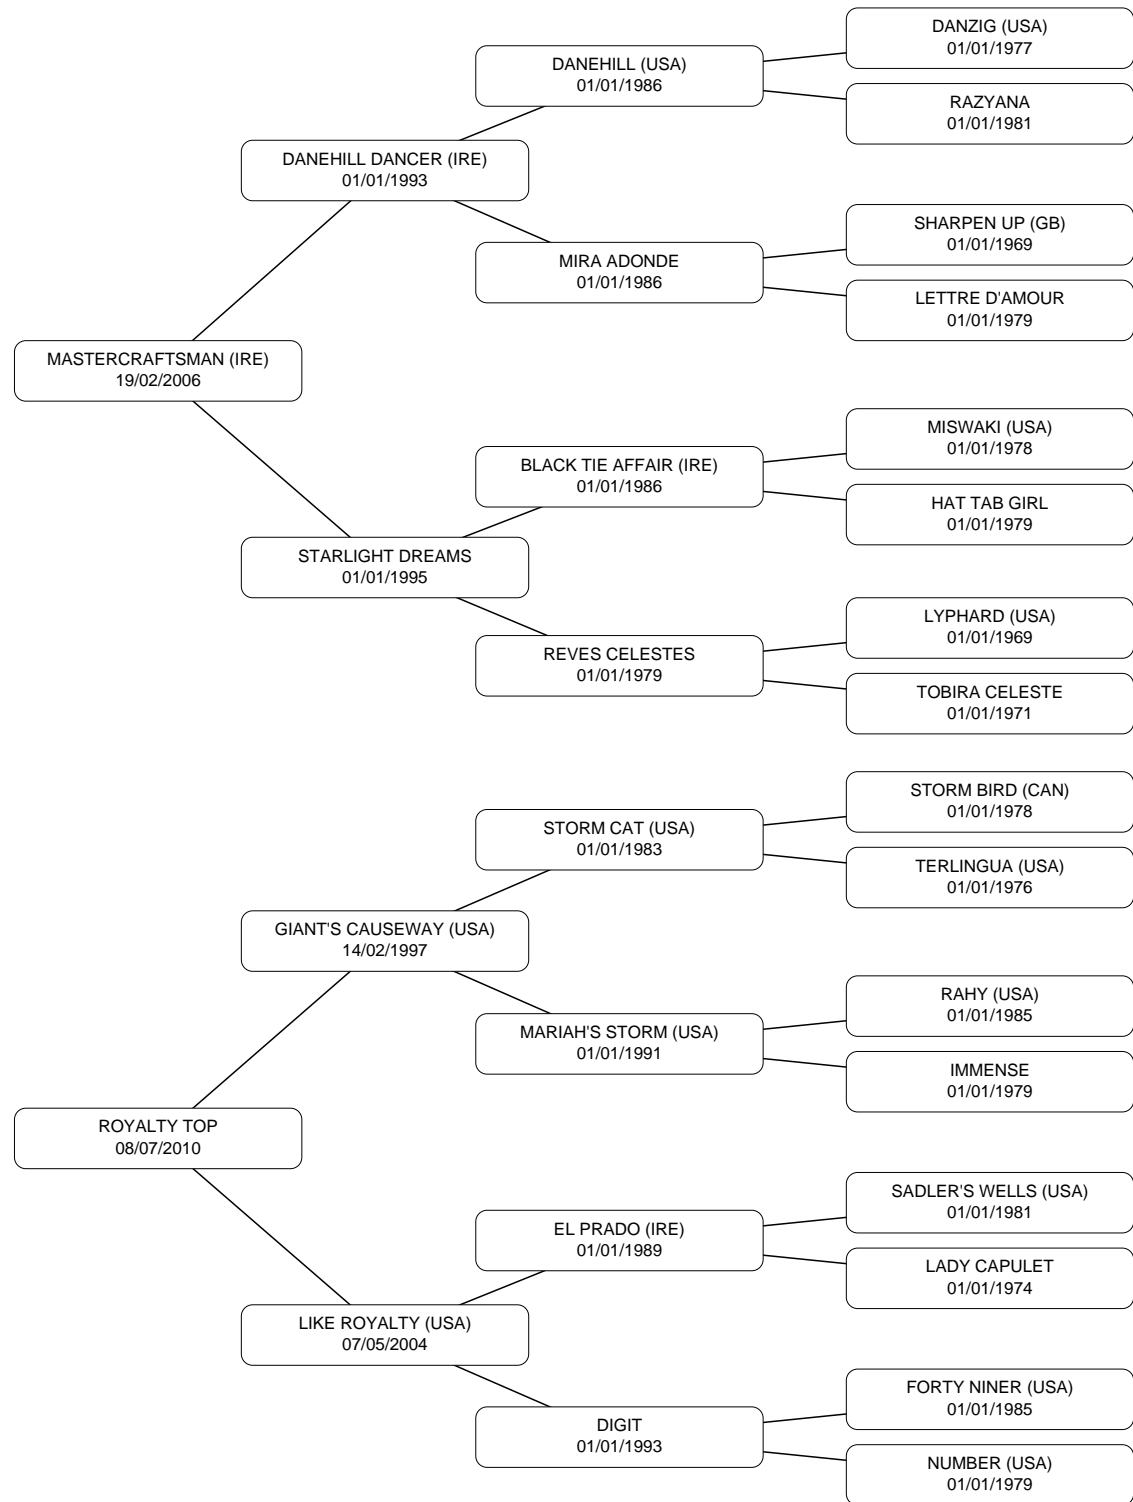 DANZIG (USA)
01/01/1977
DANEHILL (USA)
01/01/1986
RAZYANA
01/01/1981
DANEHILL DANCER (IRE)
01/01/1993
SHARPEN UP (GB)
01/01/1969
MIRA ADONDE
01/01/1986
LETTRE D'AMOUR
01/01/1979
MASTERCRAFTSMAN (IRE)
19/02/2006
MISWAKI (USA)
01/01/1978
BLACK TIE AFFAIR (IRE)
01/01/1986
HAT TAB GIRL
01/01/1979
STARLIGHT DREAMS
01/01/1995
LYPHARD (USA)
01/01/1969
REVES CELESTES
01/01/1979
TOBIRA CELESTE
01/01/1971
STORM BIRD (CAN)
01/01/1978
STORM CAT (USA)
01/01/1983
TERLINGUA (USA)
01/01/1976
GIANT'S CAUSEWAY (USA)
14/02/1997
RAHY (USA)
01/01/1985
MARIAH'S STORM (USA)
01/01/1991
IMMENSE
01/01/1979
ROYALTY TOP
08/07/2010
SADLER'S WELLS (USA)
01/01/1981
EL PRADO (IRE)
01/01/1989
LADY CAPULET
01/01/1974
LIKE ROYALTY (USA)
07/05/2004
FORTY NINER (USA)
01/01/1985
DIGIT
01/01/1993
NUMBER (USA)
01/01/1979